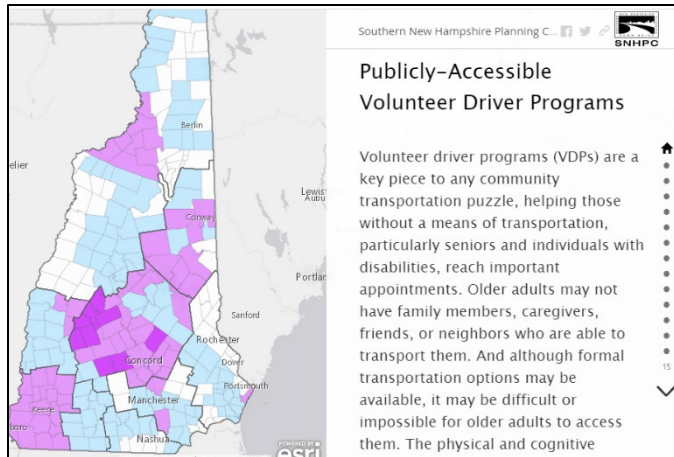 Southern New Hampshire Planning C...
SNHPC
Publicly-Accessible
Volunteer Driver Programs
Volunteer driver programs (VDPs) are a
key piece to any community
transportation puzzle, helping those
without a means of transportation,
particularly seniors and individuals with
disabilities, reach important
appointments. Older adults may not
have family members, caregivers,
friends, or neighbors who are able to
transport them. And although formal
transportation options may be
available, it may be difficult or
impossible for older adults to access
them. The physical and cognitive
15
Berlin
elier
Lewis
Aubu
Conway
Portlan
Sanford
Rochester
Dover
Concord
Portsmouth
Manchester
Keene
boro
Nashua
POWERED BY
esri